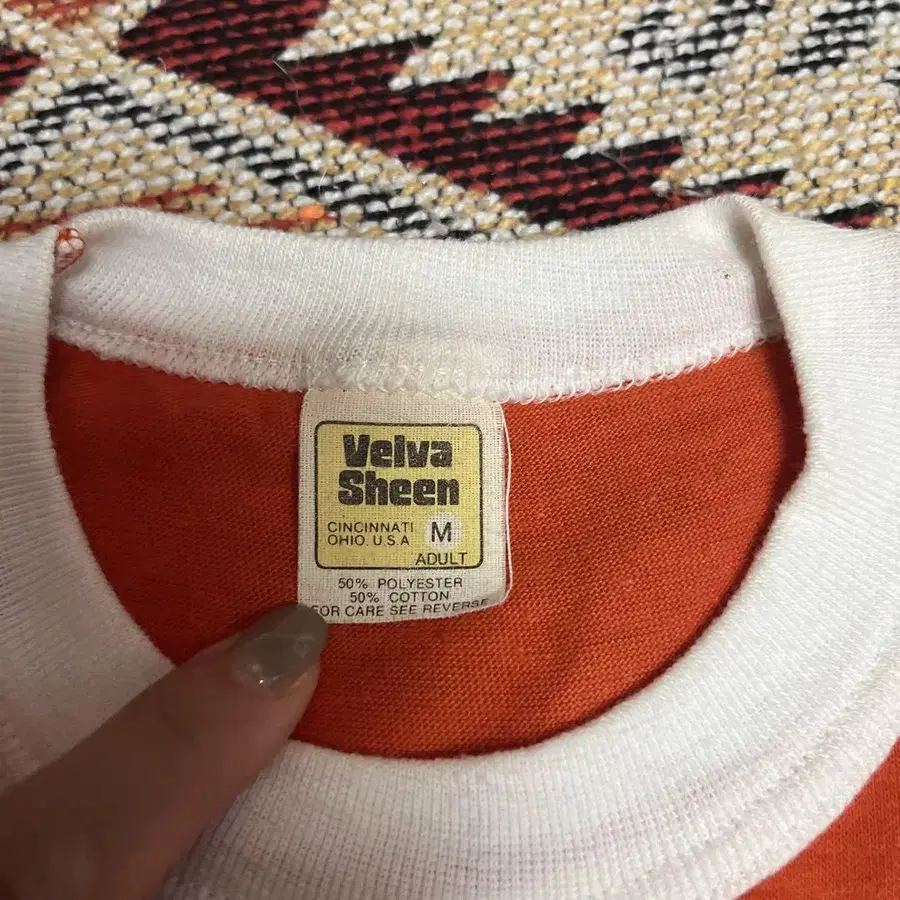 Velva
Sheen
CINCINNATI
OHIO. U.S.A
M
ADULT
50% POLYESTER
50% COTTON
FOR CARE SEE REVERSE